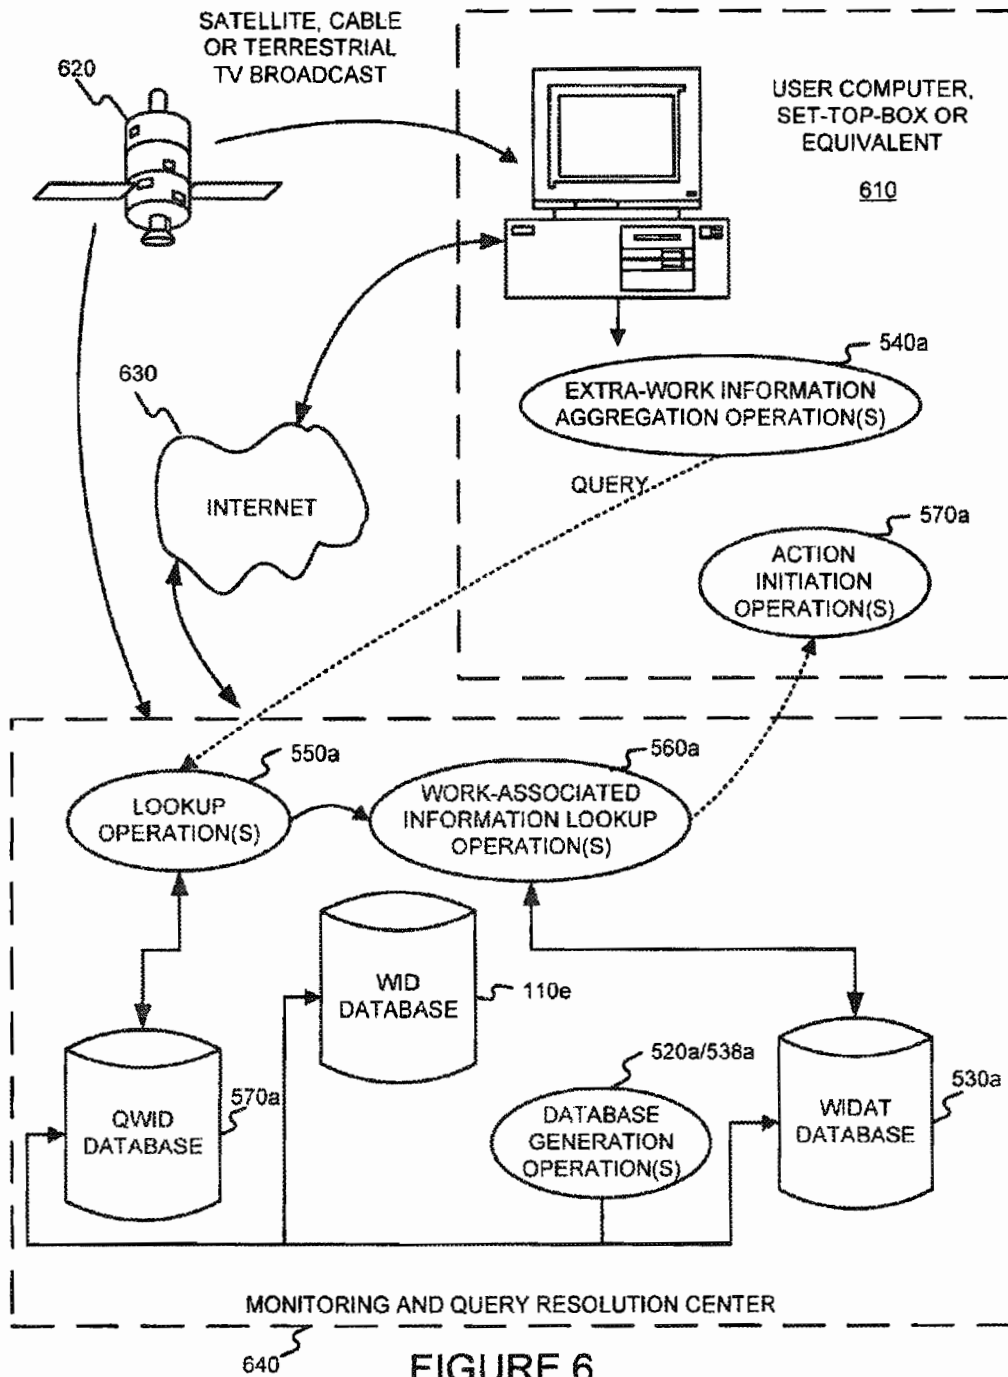 SATELLITE, CABLE
OR TERRESTRIAL
TV BROADCAST
620
USER COMPUTER,
SET-TOP-BOX OR
EQUIVALENT
610
540a
EXTRA-WORK INFORMATION
AGGREGATION OPERATION(S)
630
INTERNET
QUERY
570a
ACTION
INITIATION
OPERATION(S)
550a
LOOKUP
OPERATION(S)
560a
WORK-ASSOCIATED
INFORMATION LOOKUP
OPERATION(S)
WID
DATABASE
110e
QWID
DATABASE
570a
520a/538a
DATABASE
GENERATION
OPERATION(S)
WIDAT
DATABASE
530a
MONITORING AND QUERY RESOLUTION CENTER
640
FIGURE 6